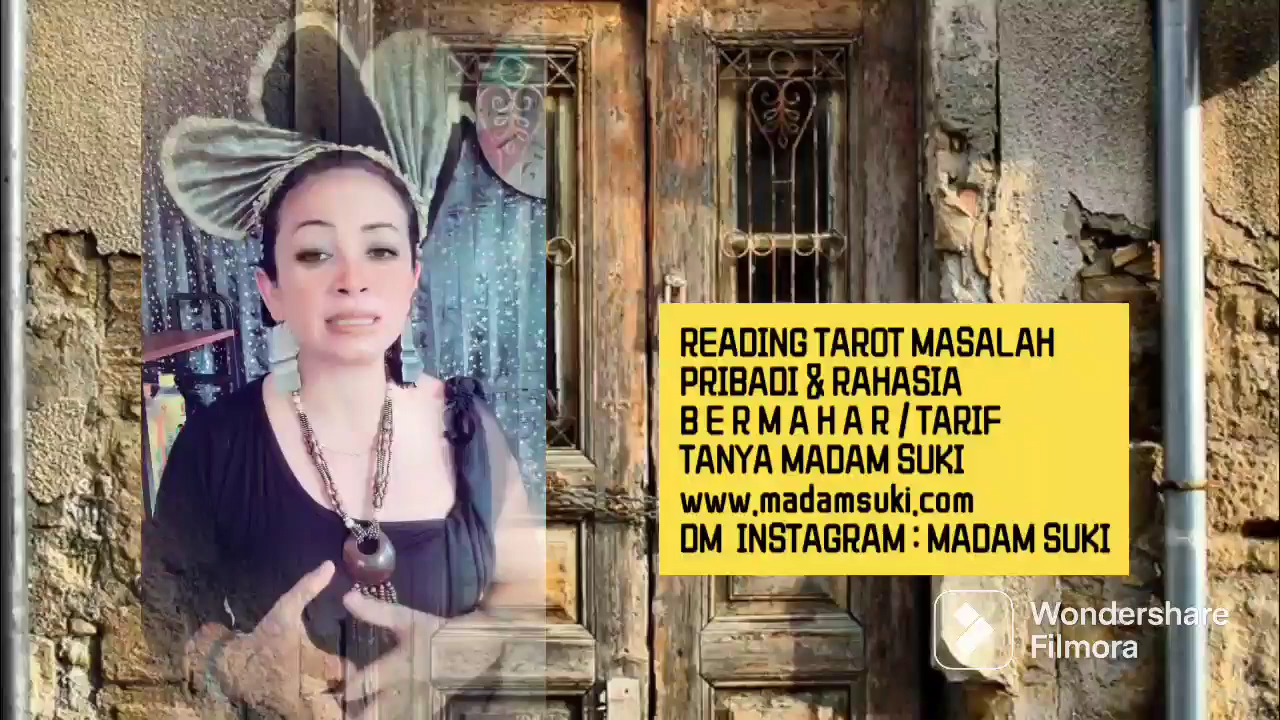 READING TAROT MASALAH
PRIBADI & RAHASIA
B E R M A H A R / TARIF
TANYA MADAM SUKI
www.madamsuki.com
DM INSTAGRAM : MADAM SUKI
Wondershare
Filmora